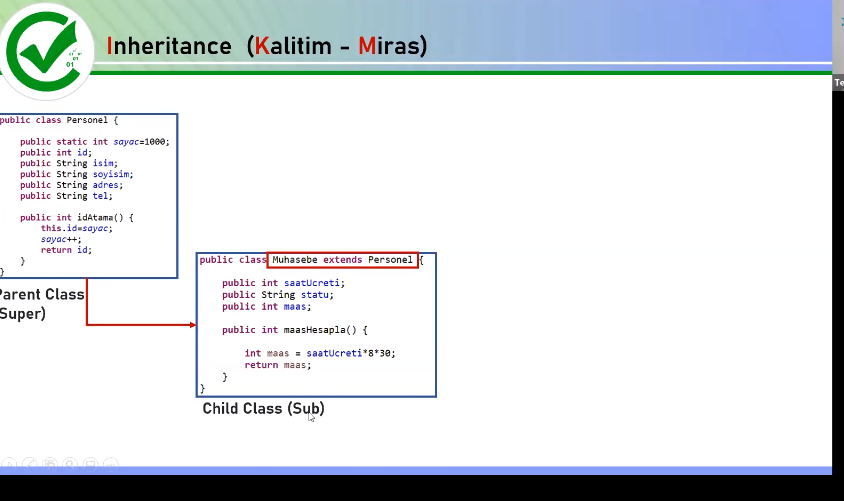 Inheritance (Kalitim - Miras)
01
01
01
Te
public class Personel {
public static int sayac=1000;
public int id;
public String isim;
public String soyisim;
public String adres;
public String tel;
public int idAtama() {
this.id=sayac;
sayac++;
return id;
}
}
Parent Class
(Super)
public class Muhasebe extends Personel {
public int saatUcreti;
public String statu;
public int maas;
public int maasHesapla() {
int maas = saatUcreti*8*30;
return maas;
}
}
Child Class (Sub)